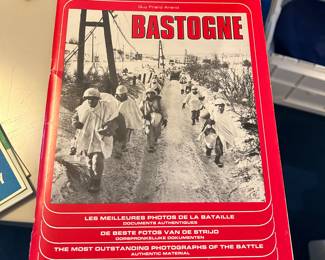 Guy Franz Arend
BASTOGNE
LES MEILLEURES PHOTOS DE LA BATAILLE
DOCUMENTS AUTHENTIQUES
DE BESTE FOTOS VAN DE STRIJD
OORSPRONKELIJKE DOKUMENTEN
THE MOST OUTSTANDING PHOTOGRAPHS OF THE BATTLE
AUTHENTIC MATERIAL